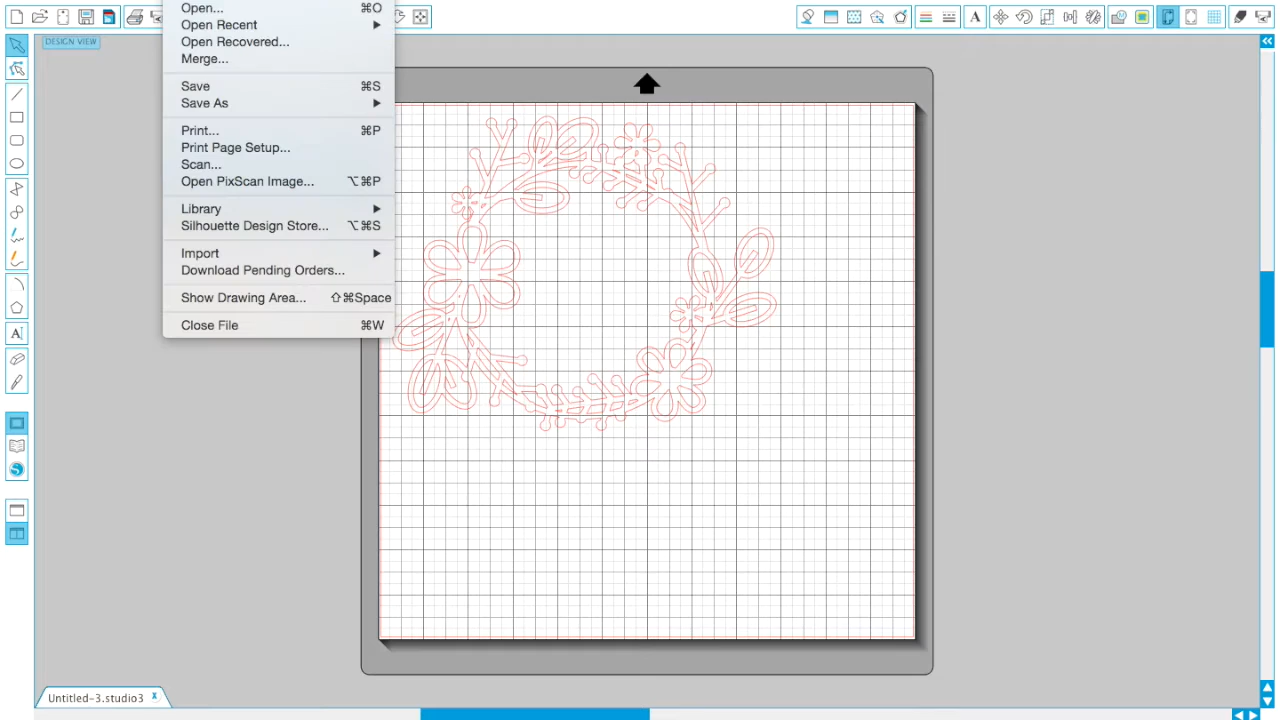 Open... ⌘O
Open Recent
Open Recovered...
Merge...
Save ⌘S
Save As
Print... ⌘P
Print Page Setup...
Scan...
Open PixScan Image... ⌥⌘P
Library
Silhouette Design Store... ⌥⌘S
Import
Download Pending Orders...
Show Drawing Area... ⇧⌘Space
Close File ⌘W
DESIGN VIEW
A
A
Untitled-3.studio3 x